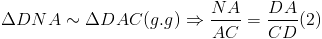 ΔDNA ∼ ΔDAC(g.g) ⇒ NA/AC = DA/CD (2)